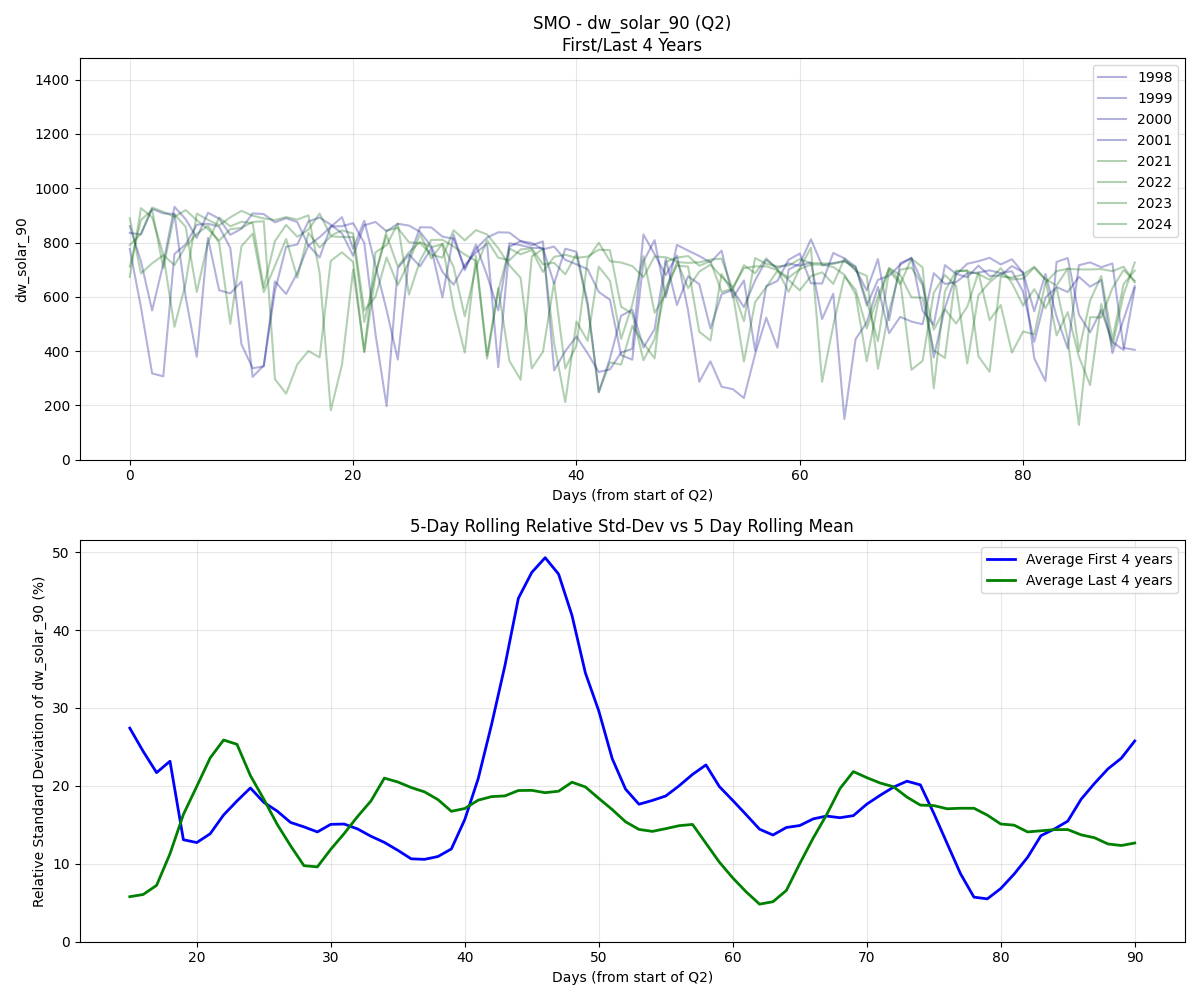 SMO - dw_solar_90 (Q2)
First/Last 4 Years
dw_solar_90
1400
1200
1000
800
600
400
200
0
0 20 40 60 80
Days (from start of Q2)
1998
1999
2000
2001
2021
2022
2023
2024
5-Day Rolling Relative Std-Dev vs 5 Day Rolling Mean
Relative Standard Deviation of dw_solar_90 (%)
50
40
30
20
10
0
20 30 40 50 60 70 80 90
Days (from start of Q2)
Average First 4 years
Average Last 4 years